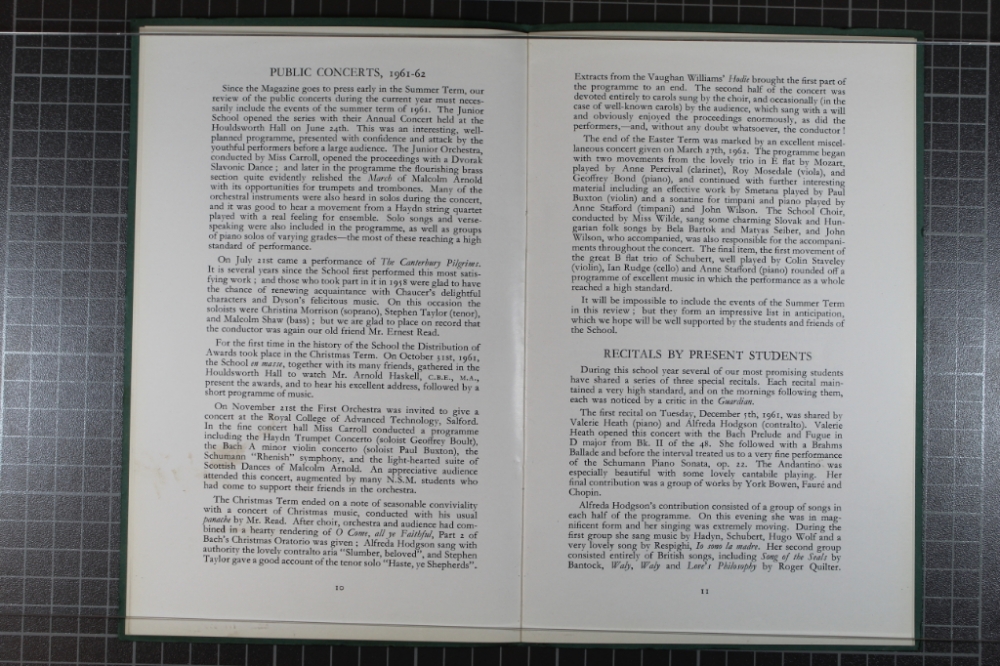 PUBLIC CONCERTS, 1961-62
Since the Magazine goes to press early in the Summer Term, our
review of the public concerts during the current year must neces-
sarily include the events of the summer term of 1961. The Junior
School opened the series with their Annual Concert held at the
Houldsworth Hall on June 24th. This was an interesting, well-
planned programme, presented with confidence and attack by the
youthful performers before a large audience. The Junior Orchestra,
conducted by Miss Carroll, opened the proceedings with a Dvorak
Slavonic Dance; and later in the programme the flourishing brass
section quite evidently relished the March of Malcolm Arnold
with its opportunities for trumpets and trombones. Many of the
orchestral instruments were also heard in solos during the concert,
and it was good to hear a movement from a Haydn string quartet
played with a real feeling for ensemble. Solo songs and verse-
speaking were also included in the programme, as well as groups
of piano solos of varying grades—the most of these reaching a high
standard of performance.
On July 21st came a performance of The Canterbury Pilgrims.
It is several years since the School first performed this most satis-
fying work; and those who took part in it in 1958 were glad to have
the chance of renewing acquaintance with Chaucer's delightful
characters and Dyson's felicitous music. On this occasion the
soloists were Christina Morrison (soprano), Stephen Taylor (tenor),
and Malcolm Shaw (bass); but we are glad to place on record that
the conductor was again our old friend Mr. Ernest Read.
For the first time in the history of the School the Distribution of
Awards took place in the Christmas Term. On October 31st, 1961,
the School en masse, together with its many friends, gathered in the
Houldsworth Hall to watch Mr. Arnold Haskell, C.B.E., M.A.,
present the awards, and to hear his excellent address, followed by a
short programme of music.
On November 21st the First Orchestra was invited to give a
concert at the Royal College of Advanced Technology, Salford.
In the fine concert hall Miss Carroll conducted a programme
including the Haydn Trumpet Concerto (soloist Geoffrey Boult),
the Bach A minor violin concerto (soloist Paul Buxton), the
Schumann "Rhenish" symphony, and the light-hearted suite of
Scottish Dances of Malcolm Arnold. An appreciative audience
attended this concert, augmented by many N.S.M. students who
had come to support their friends in the orchestra.
The Christmas Term ended on a note of seasonable conviviality
with a concert of Christmas music, conducted with his usual
panache by Mr. Read. After choir, orchestra and audience had com-
bined in a hearty rendering of O Come, all ye Faithful, Part 2 of
Bach's Christmas Oratorio was given; Alfreda Hodgson sang with
authority the lovely contralto aria "Slumber, beloved", and Stephen
Taylor gave a good account of the tenor solo "Haste, ye Shepherds".
10
Extracts from the Vaughan Williams' Hodie brought the first part of
the programme to an end. The second half of the concert was
devoted entirely to carols sung by the choir, and occasionally (in the
case of well-known carols) by the audience, which sang with a will
and obviously enjoyed the proceedings enormously, as did the
performers,—and, without any doubt whatsoever, the conductor!
The end of the Easter Term was marked by an excellent miscel-
laneous concert given on March 27th, 1962. The programme began
with two movements from the lovely trio in E flat by Mozart,
played by Anne Percival (clarinet), Roy Mosedale (viola), and
Geoffrey Bond (piano), and continued with further interesting
material including an effective work by Smetana played by Paul
Buxton (violin) and a sonatine for timpani and piano played by
Anne Stafford (timpani) and John Wilson. The School Choir,
conducted by Miss Wilde, sang some charming Slovak and Hun-
garian folk songs by Bela Bartok and Matyas Seiber, and John
Wilson, who accompanied, was also responsible for the accompani-
ments throughout the concert. The final item, the first movement of
the great B flat trio of Schubert, well played by Colin Staveley
(violin), Ian Rudge (cello) and Anne Stafford (piano) rounded off a
programme of excellent music in which the performance as a whole
reached a high standard.
It will be impossible to include the events of the Summer Term
in this review; but they form an impressive list in anticipation,
which we hope will be well supported by the students and friends of
the School.
RECITALS BY PRESENT STUDENTS
During this school year several of our most promising students
have shared a series of three special recitals. Each recital main-
tained a very high standard, and on the mornings following them,
each was noticed by a critic in the Guardian.
The first recital on Tuesday, December 5th, 1961, was shared by
Valerie Heath (piano) and Alfreda Hodgson (contralto). Valerie
Heath opened this concert with the Bach Prelude and Fugue in
D major from Bk. II of the 48. She followed with a Brahms
Ballade and before the interval treated us to a very fine performance
of the Schumann Piano Sonata, op. 22. The Andantino was
especially beautiful with some lovely cantabile playing. Her
final contribution was a group of works by York Bowen, Fauré and
Chopin.
Alfreda Hodgson's contribution consisted of a group of songs in
each half of the programme. On this evening she was in mag-
nificent form and her singing was extremely moving. During the
first group she sang music by Hadyn, Schubert, Hugo Wolf and a
very lovely song by Respighi, Io sono la madre. Her second group
consisted entirely of British songs, including Song of the Seals by
Bantock, Waly, Waly and Love's Philosophy by Roger Quilter.
11